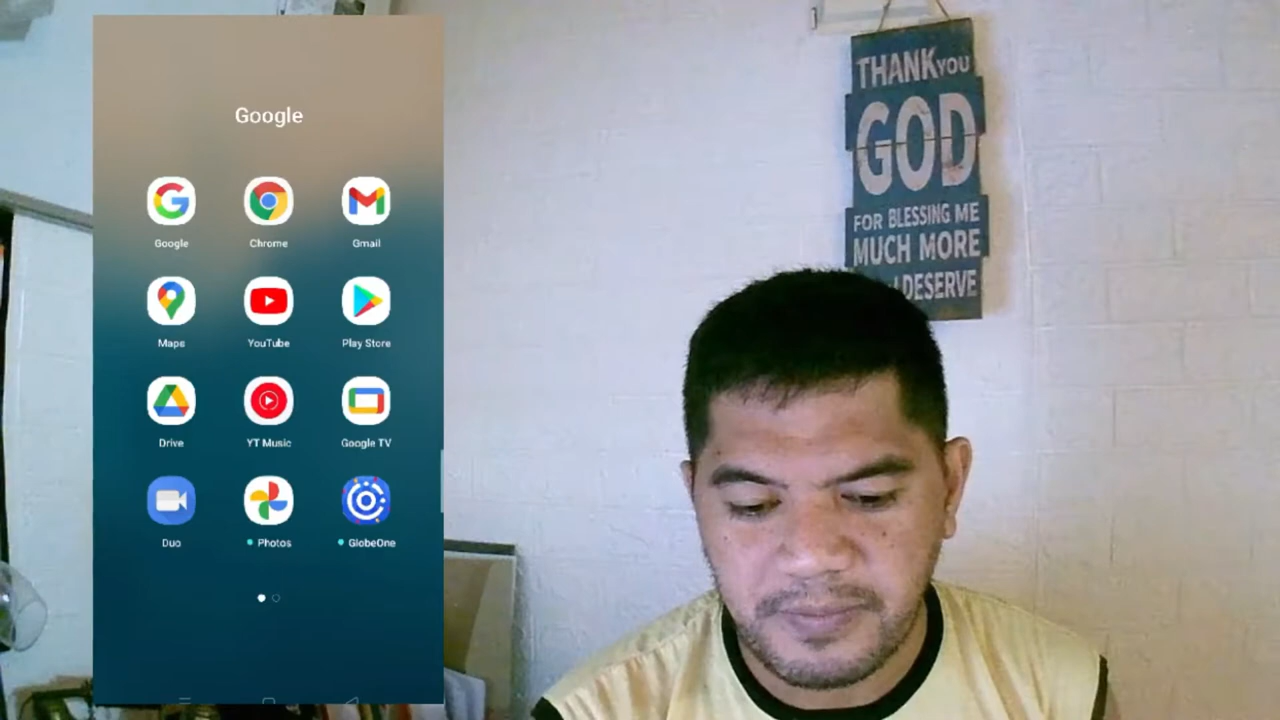 Google
Google Chrome Gmail
Maps YouTube Play Store
Drive YT Music Google TV
Duo Photos GlobeOne
THANK YOU
GOD
FOR BLESSING ME
MUCH MORE
I DESERVE